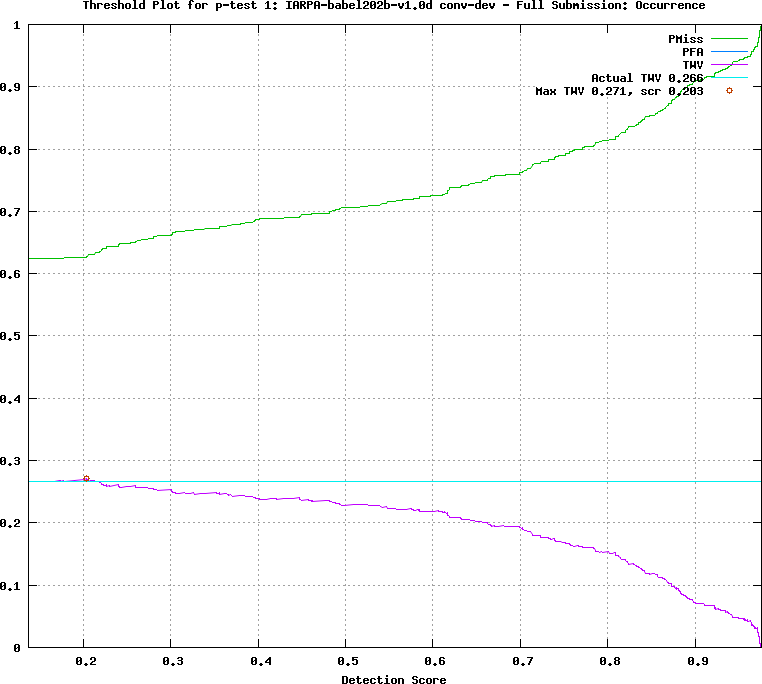 Threshold Plot for p-test 1: IARPA-babel202b-v1.0d conv-dev - Full Submission: Occurrence
1
PMiss
PFA
TWV
Actual TWV 0.266
0.9
Max TWV 0.271, scr 0.203
0.8
0.7
0.6
0.5
0.4
0.3
0.2
0.1
0
0.2 0.3 0.4 0.5 0.6 0.7 0.8 0.9
Detection Score